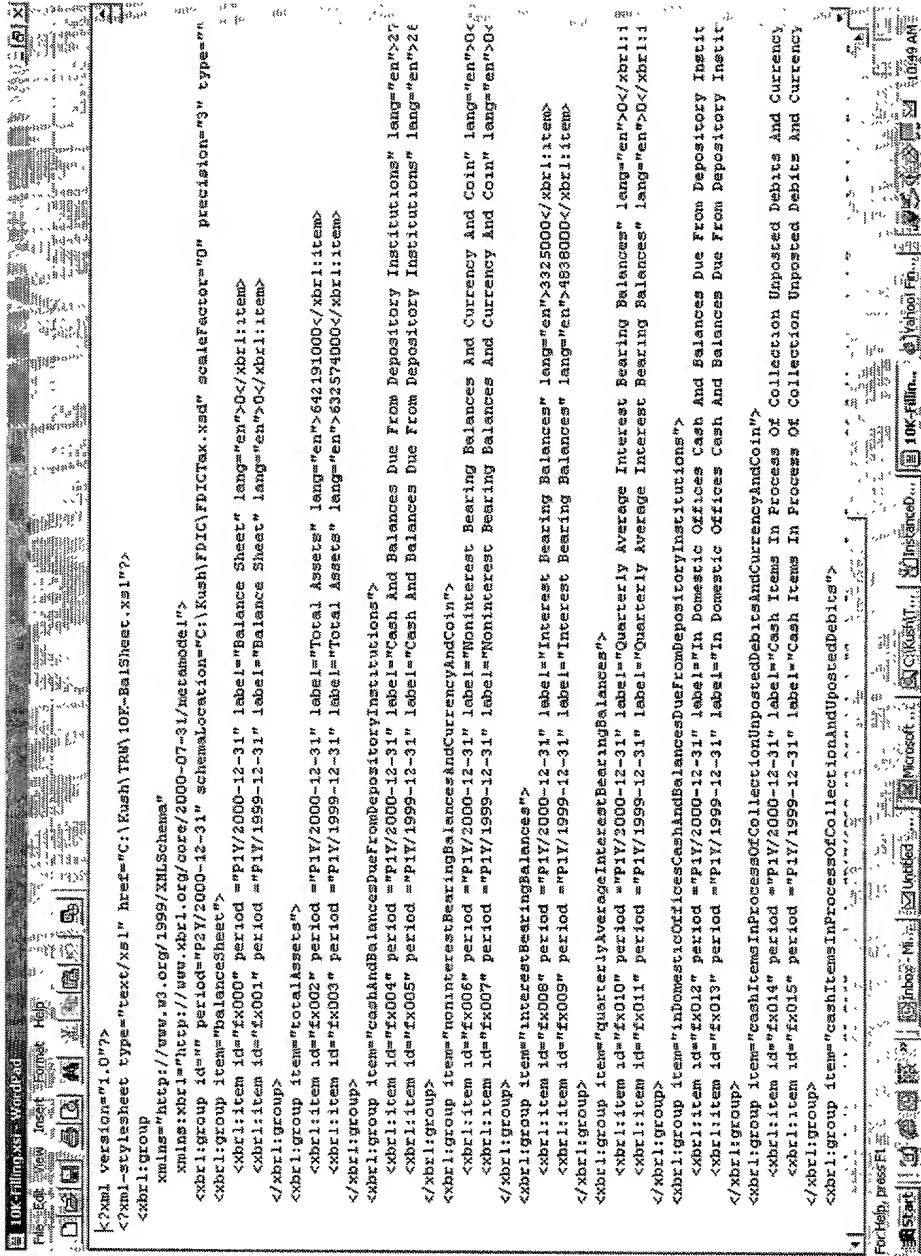 10K-Filling.xsr - WordPad
File Edit View Insert Format Help
<?xml version="1.0"?>
<?xml-stylesheet type="text/xsl" href="C:\Kush\TRW\10F-BalSheet.xsl"?>
<xbrl:group
xmlns="http://www.w3.org/1999/XMLSchema"
xmlns:xbrl="http://www.xbrl.org/core/2000-07-31/metamodel">
<xbrl:group id="" period="P2Y/2000-12-31" schemaLocation="C:\Kush\FDIC\FDICTax.xsd" scaleFactor="0" precision="3" type="
<xbrl:group item="balanceSheet">
<xbrl:item id="fx000" period ="P1Y/2000-12-31" label="Balance Sheet" lang="en">0</xbrl:item>
<xbrl:item id="fx001" period ="P1Y/1999-12-31" label="Balance Sheet" lang="en">0</xbrl:item>
</xbrl:group>
<xbrl:group item="totalAssets">
<xbrl:item id="fx002" period ="P1Y/2000-12-31" label="Total Assets" lang="en">642191000</xbrl:item>
<xbrl:item id="fx003" period ="P1Y/1999-12-31" label="Total Assets" lang="en">632574000</xbrl:item>
</xbrl:group>
<xbrl:group item="cashAndBalancesDueFromDepositoryInstitutions">
<xbrl:item id="fx004" period ="P1Y/2000-12-31" label="Cash And Balances Due From Depository Institutions" lang="en">27
<xbrl:item id="fx005" period ="P1Y/1999-12-31" label="Cash And Balances Due From Depository Institutions" lang="en">26
</xbrl:group>
<xbrl:group item="noninterestBearingBalancesAndCurrencyAndCoin">
<xbrl:item id="fx006" period ="P1Y/2000-12-31" label="Noninterest Bearing Balances And Currency And Coin" lang="en">0<
<xbrl:item id="fx007" period ="P1Y/1999-12-31" label="Noninterest Bearing Balances And Currency And Coin" lang="en">0<
</xbrl:group>
<xbrl:group item="interestBearingBalances">
<xbrl:item id="fx008" period ="P1Y/2000-12-31" label="Interest Bearing Balances" lang="en">3325000</xbrl:item>
<xbrl:item id="fx009" period ="P1Y/1999-12-31" label="Interest Bearing Balances" lang="en">4838000</xbrl:item>
</xbrl:group>
<xbrl:group item="quarterlyAverageInterestBearingBalances">
<xbrl:item id="fx010" period ="P1Y/2000-12-31" label="Quarterly Average Interest Bearing Balances" lang="en">0</xbrl:i
<xbrl:item id="fx011" period ="P1Y/1999-12-31" label="Quarterly Average Interest Bearing Balances" lang="en">0</xbrl:i
</xbrl:group>
<xbrl:group item="inDomesticOfficesCashAndBalancesDueFromDepositoryInstitutions">
<xbrl:item id="fx012" period ="P1Y/2000-12-31" label="In Domestic Offices Cash And Balances Due From Depository Instit
<xbrl:item id="fx013" period ="P1Y/1999-12-31" label="In Domestic Offices Cash And Balances Due From Depository Instit
</xbrl:group>
<xbrl:group item="cashItemsInProcessOfCollectionUnpostedDebitsAndCurrencyAndCoin">
<xbrl:item id="fx014" period ="P1Y/2000-12-31" label="Cash Items In Process Of Collection Unposted Debits And Currency
<xbrl:item id="fx015" period ="P1Y/1999-12-31" label="Cash Items In Process Of Collection Unposted Debits And Currency
</xbrl:group>
<xbrl:group item="cashItemsInProcessOfCollectionAndUpostedDebits">
For Help, press F1
Start Inbox - Mi... Untitled - ... Microsoft ... C:\Kush\T... InstanceD... 10K-Fillin... Yahoo! Fin... 10:49 AM